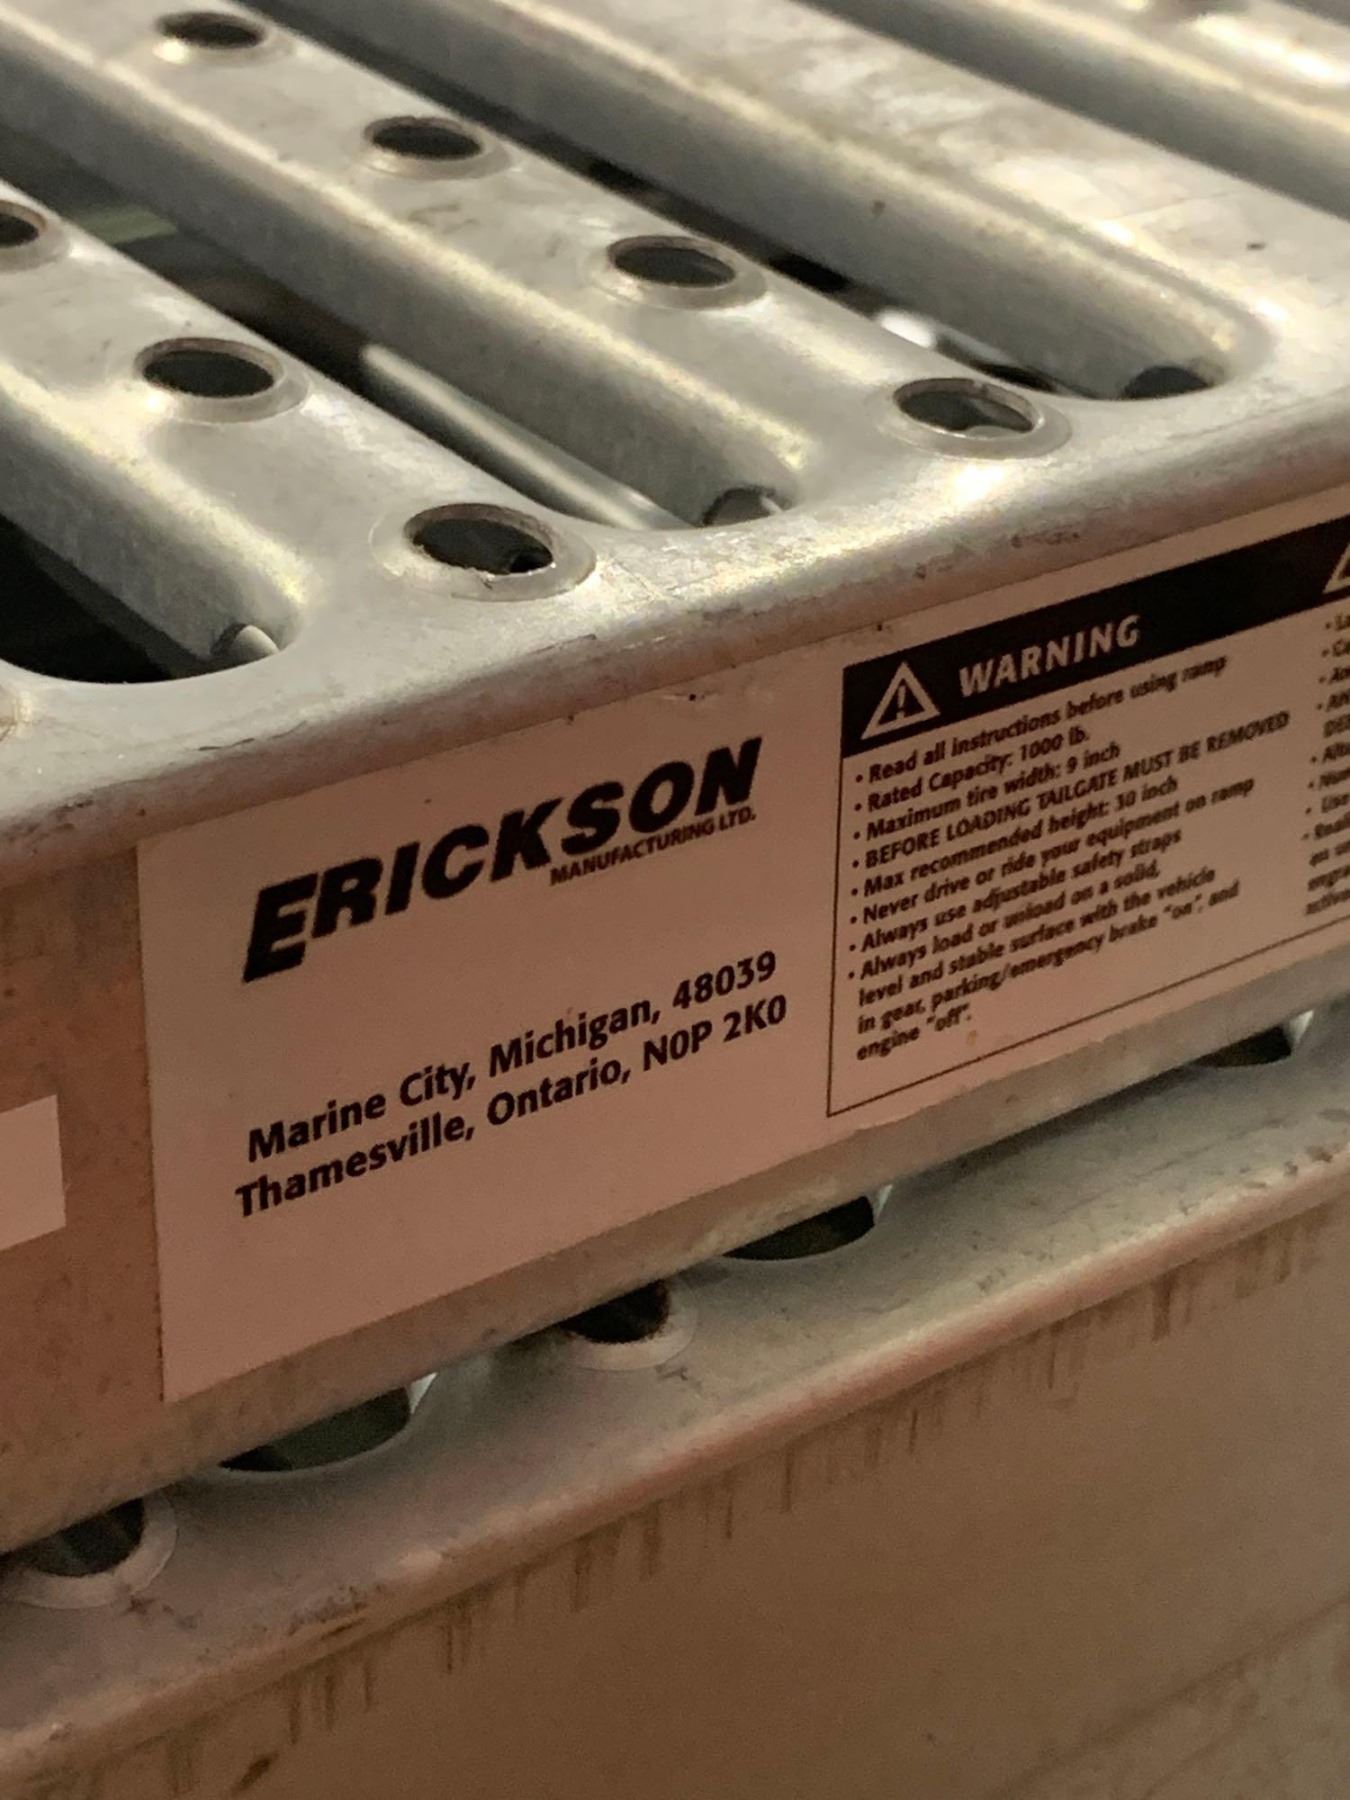 ERICKSON
MANUFACTURING LTD.
Marine City, Michigan, 48039
Thamesville, Ontario, N0P 2K0
WARNING
• Read all instructions before using ramp
• Rated Capacity: 1000 lb.
• Maximum tire width: 9 inch
• BEFORE LOADING TAILGATE MUST BE REMOVED
• Max recommended height: 30 inch
• Never drive or ride your equipment on ramp
• Always use adjustable safety straps
• Always load or unload on a solid,
level and stable surface with the vehicle
in gear, parking/emergency brake "on", and
engine "off".